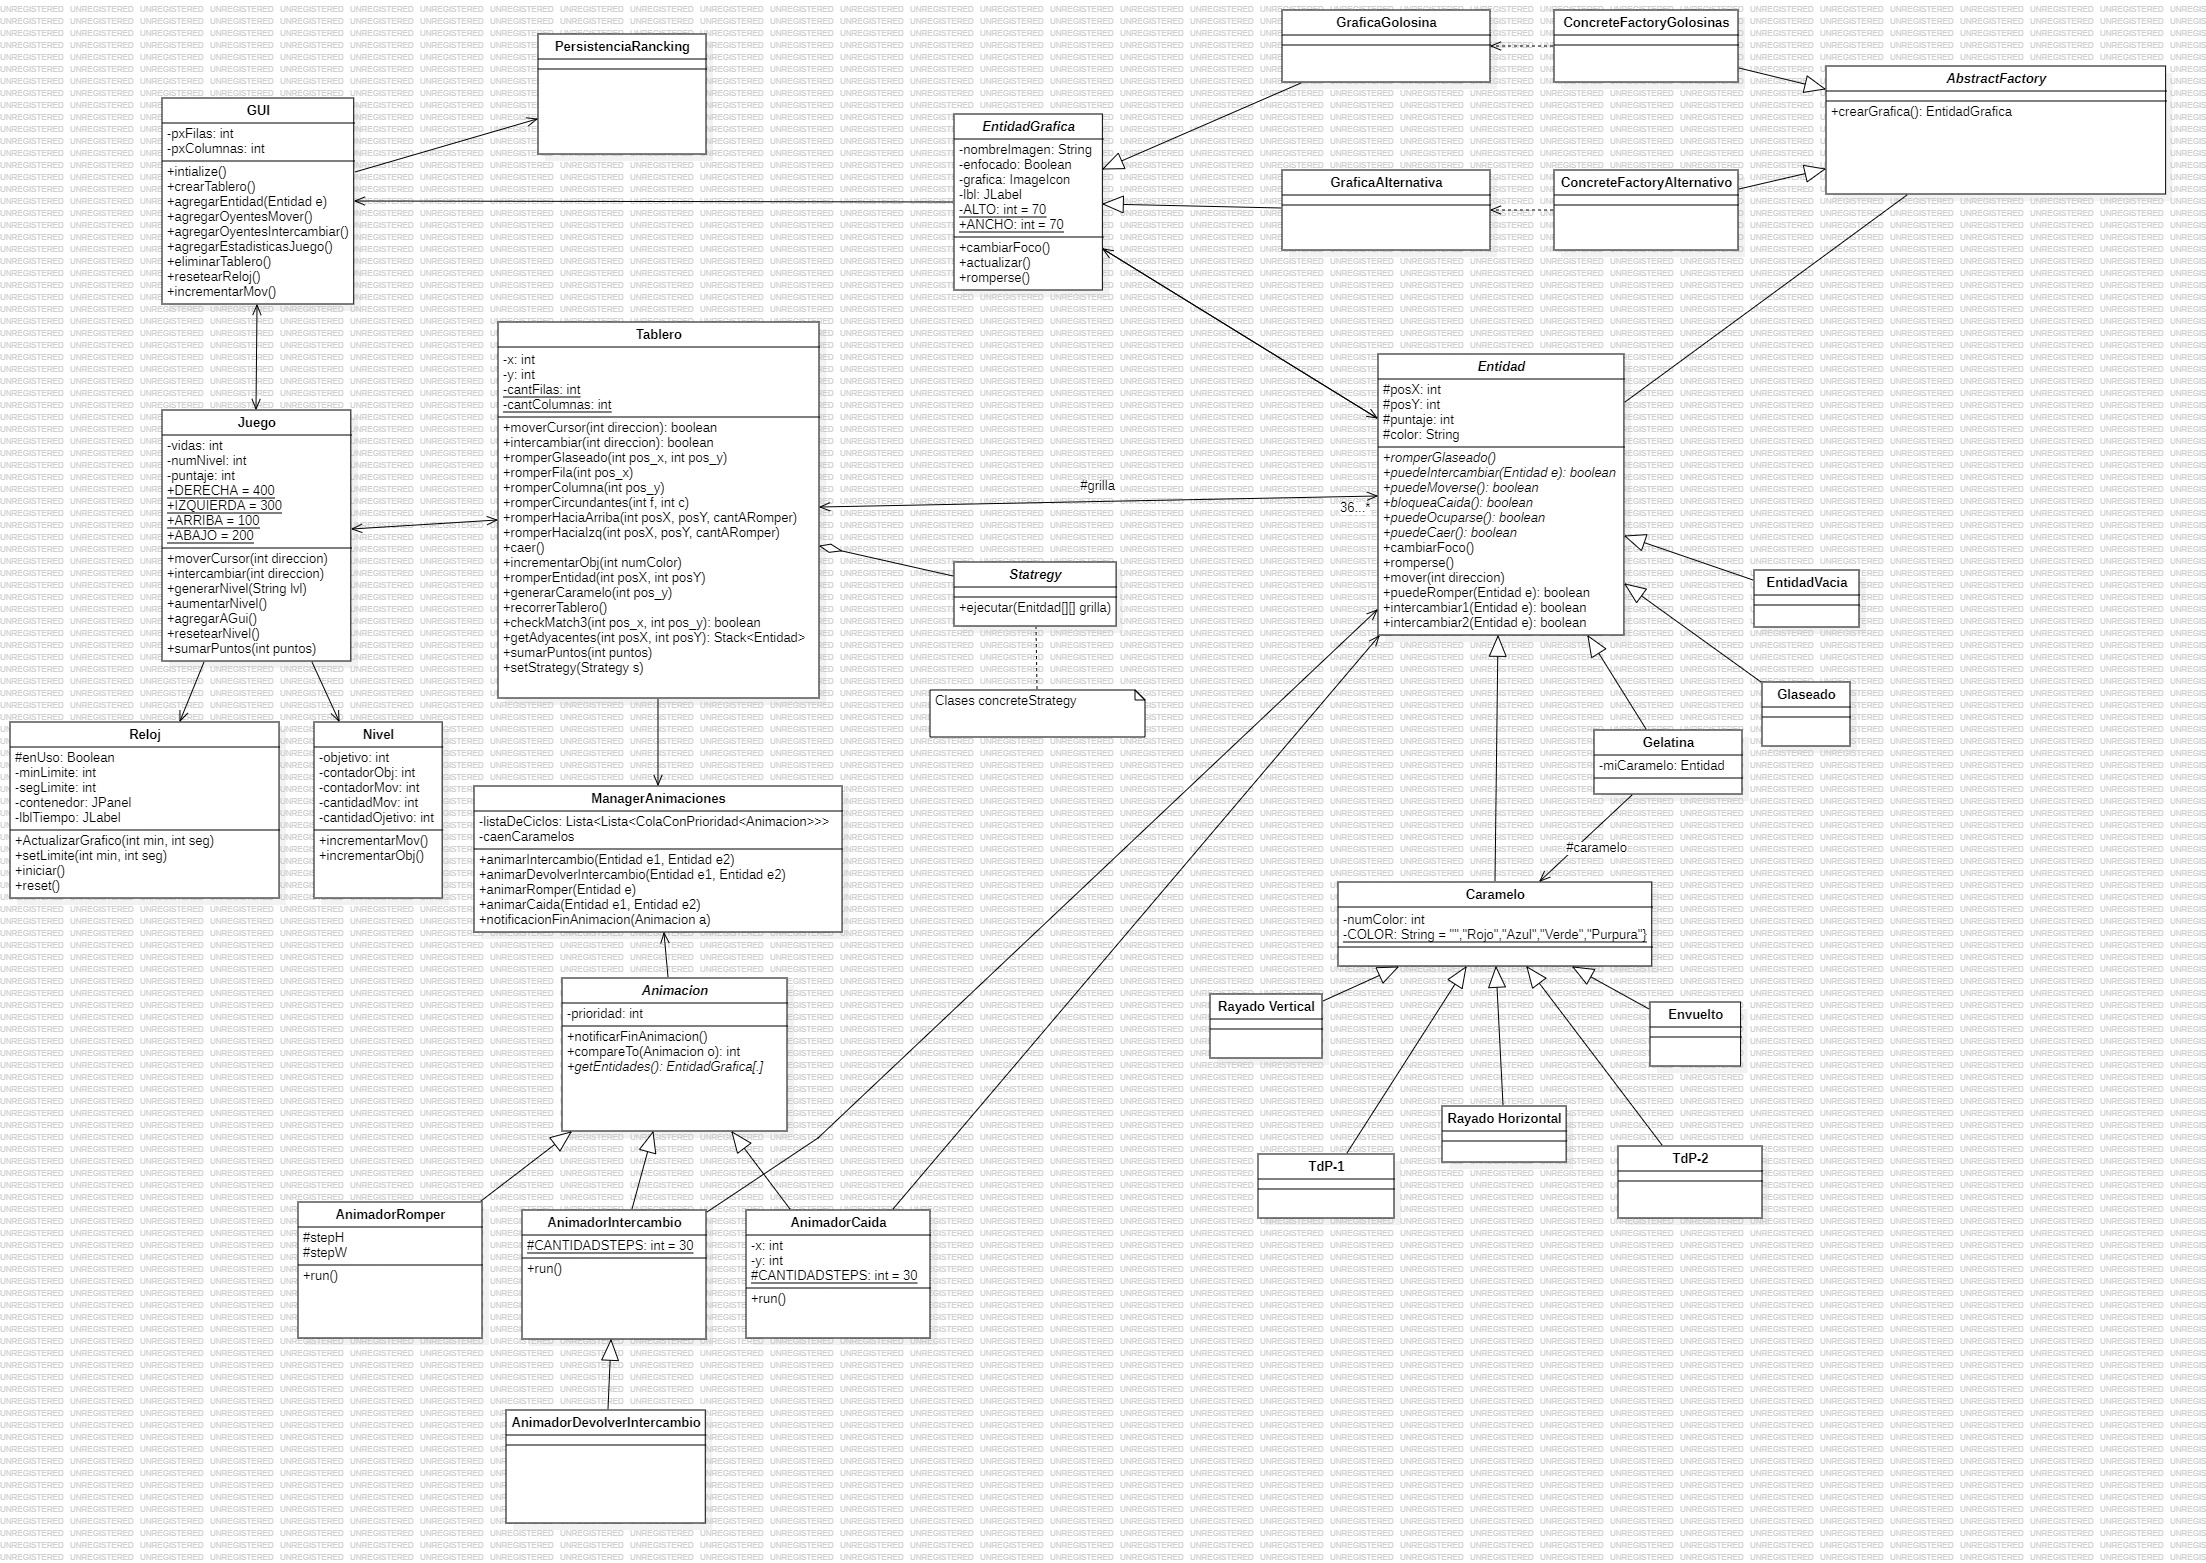 PersistenciaRancking
GUI
-pxFilas: int
-pxColumnas: int
+intialize()
+crearTablero()
+agregarEntidad(Entidad e)
+agregarOyentesMover()
+agregarOyentesIntercambiar()
+agregarEstadisticasJuego()
+eliminarTablero()
+resetearReloj()
+incrementarMov()
Juego
-vidas: int
-numNivel: int
-puntaje: int
+DERECHA = 400
+IZQUIERDA = 300
+ARRIBA = 100
+ABAJO = 200
+moverCursor(int direccion)
+intercambiar(int direccion)
+generarNivel(String lvl)
+aumentarNivel()
+agregarAGui()
+resetearNivel()
+sumarPuntos(int puntos)
Reloj
#enUso: Boolean
-minLimite: int
-segLimite: int
-contenedor: JPanel
-lblTiempo: JLabel
+ActualizarGrafico(int min, int seg)
+setLimite(int min, int seg)
+iniciar()
+reset()
Nivel
-objetivo: int
-contadorObj: int
-contadorMov: int
-cantidadMov: int
-cantidadOjetivo: int
+incrementarMov()
+incrementarObj()
Tablero
-x: int
-y: int
-cantFilas: int
-cantColumnas: int
+moverCursor(int direccion): boolean
+intercambiar(int direccion): boolean
+romperGlaseado(int pos_x, int pos_y)
+romperFila(int pos_x)
+romperColumna(int pos_y)
+romperCircundantes(int f, int c)
+romperHaciaArriba(int posX, posY, cantARomper)
+romperHaciaIzq(int posX, posY, cantARomper)
+caer()
+incrementarObj(int numColor)
+romperEntidad(int posX, int posY)
+generarCaramelo(int pos_y)
+recorrerTablero()
+checkMatch3(int pos_x, int pos_y): boolean
+getAdyacentes(int posX, int posY): Stack<Entidad>
+sumarPuntos(int puntos)
+setStrategy(Strategy s)
#grilla
36...*
Statregy
+ejecutar(Enitdad[][] grilla)
Clases concreteStrategy
ManagerAnimaciones
-listaDeCiclos: Lista<Lista<ColaConPrioridad<Animacion>>>
-caenCaramelos
+animarIntercambio(Entidad e1, Entidad e2)
+animarDevolverIntercambio(Entidad e1, Entidad e2)
+animarRomper(Entidad e)
+animarCaida(Entidad e1, Entidad e2)
+notificacionFinAnimacion(Animacion a)
Animacion
-prioridad: int
+notificarFinAnimacion()
+compareTo(Animacion o): int
+getEntidades(): EntidadGrafica[.]
AnimadorRomper
#stepH
#stepW
+run()
AnimadorIntercambio
#CANTIDADSTEPS: int = 30
+run()
AnimadorCaida
-x: int
-y: int
#CANTIDADSTEPS: int = 30
+run()
AnimadorDevolverIntercambio
EntidadGrafica
-nombreImagen: String
-enfocado: Boolean
-grafica: ImageIcon
-lbl: JLabel
-ALTO: int = 70
+ANCHO: int = 70
+cambiarFoco()
+actualizar()
+romperse()
GraficaGolosina
ConcreteFactoryGolosinas
GraficaAlternativa
ConcreteFactoryAlternativo
AbstractFactory
+crearGrafica(): EntidadGrafica
Entidad
#posX: int
#posY: int
#puntaje: int
#color: String
+romperGlaseado()
+puedeIntercambiar(Entidad e): boolean
+puedeMoverse(): boolean
+bloqueaCaida(): boolean
+puedeOcuparse(): boolean
+puedeCaer(): boolean
+cambiarFoco()
+romperse()
+mover(int direccion)
+puedeRomper(Entidad e): boolean
+intercambiar1(Entidad e): boolean
+intercambiar2(Entidad e): boolean
EntidadVacia
Glaseado
Gelatina
-miCaramelo: Entidad
#caramelo
Caramelo
-numColor: int
-COLOR: String = "","Rojo","Azul","Verde","Purpura"}
Rayado Vertical
Envuelto
Rayado Horizontal
TdP-1
TdP-2